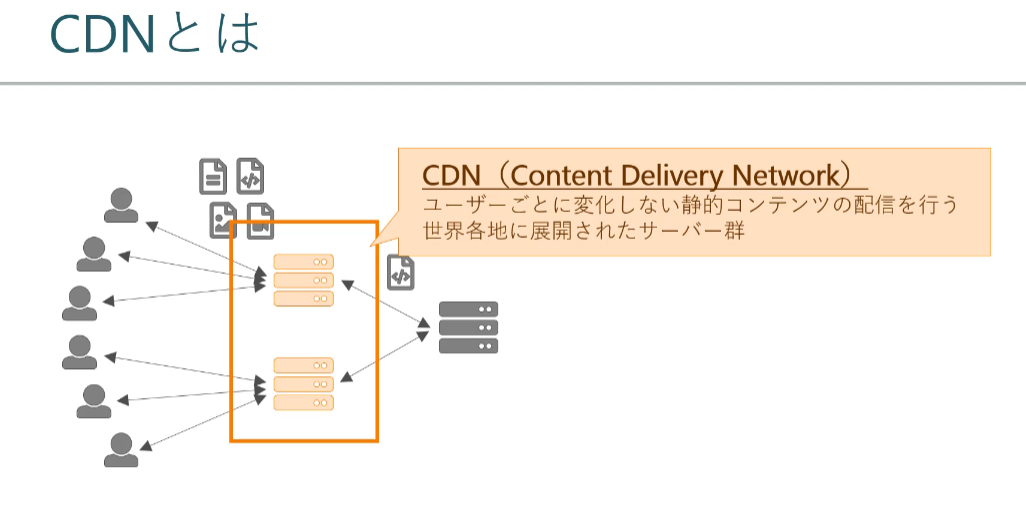 CDNとは
CDN（Content Delivery Network）
ユーザーごとに変化しない静的コンテンツの配信を行う
世界各地に展開されたサーバー群